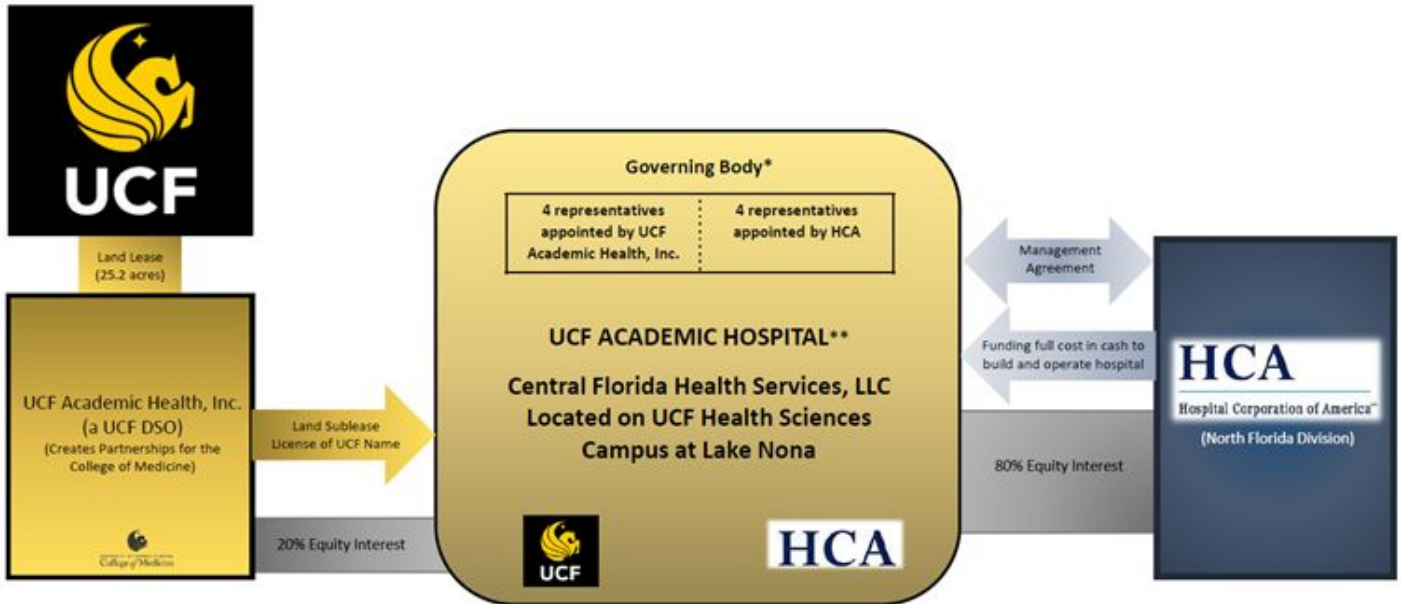 UCF
Land Lease
(25.2 acres)
UCF Academic Health, Inc.
(a UCF DSO)
(Creates Partnerships for the
College of Medicine)
College of Medicine
Land Sublease
License of UCF Name
20% Equity Interest
Governing Body*
4 representatives
appointed by UCF
Academic Health, Inc.
4 representatives
appointed by HCA
UCF ACADEMIC HOSPITAL**
Central Florida Health Services, LLC
Located on UCF Health Sciences
Campus at Lake Nona
UCF
HCA
Management
Agreement
Funding full cost in cash to
build and operate hospital
80% Equity Interest
HCA
Hospital Corporation of America™
(North Florida Division)